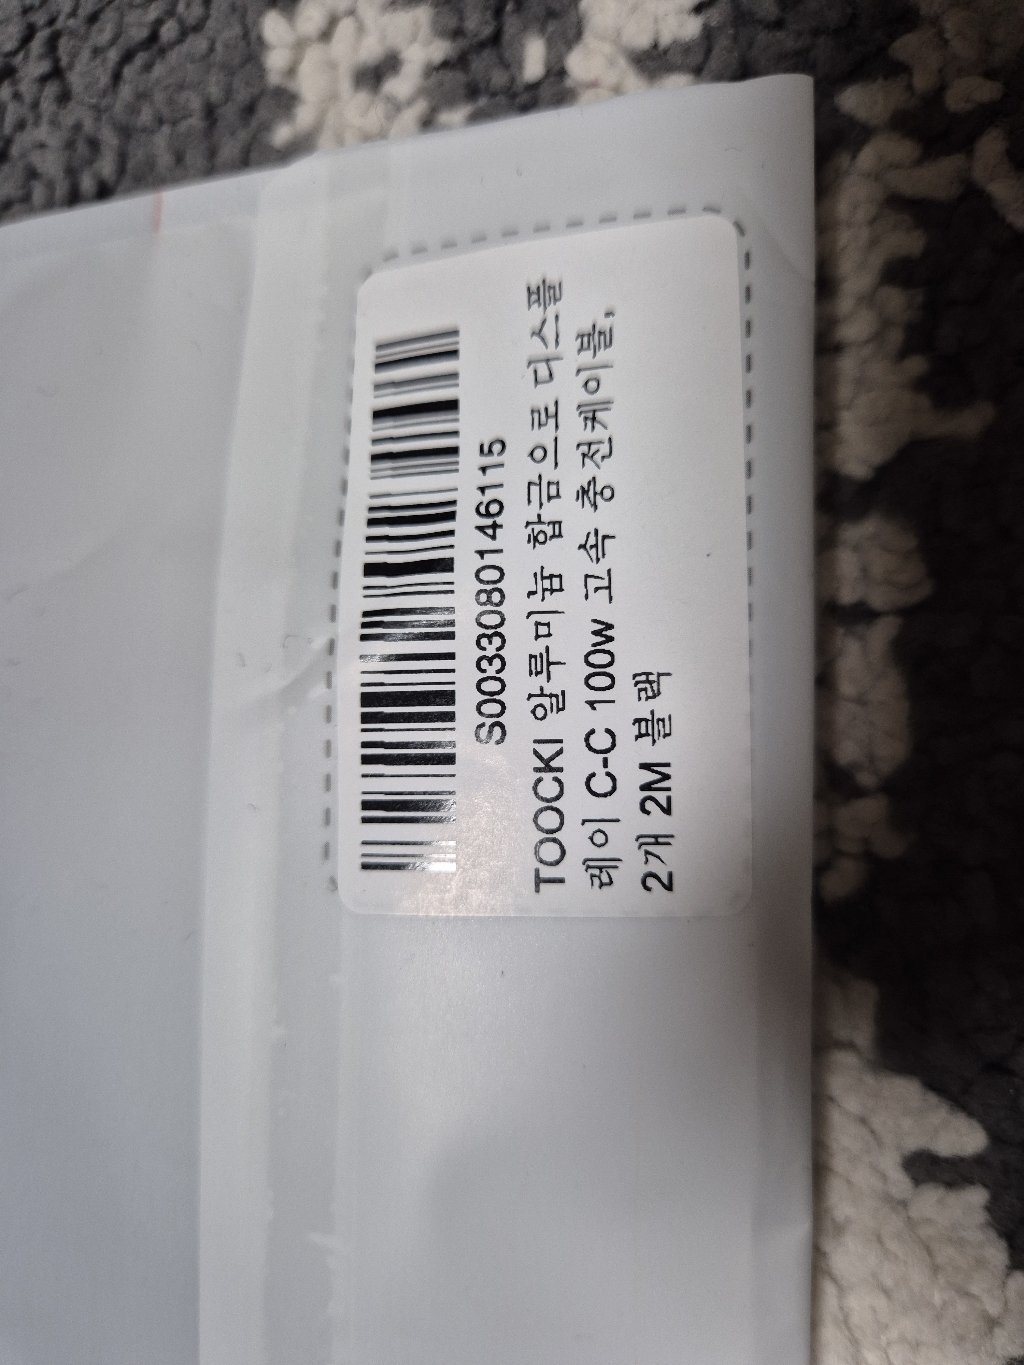 S0033080146115
TOOCKI 알루미늄 합금으로 디스플
레이 C-C 100w 고속 충전케이블,
2개 2M 블랙